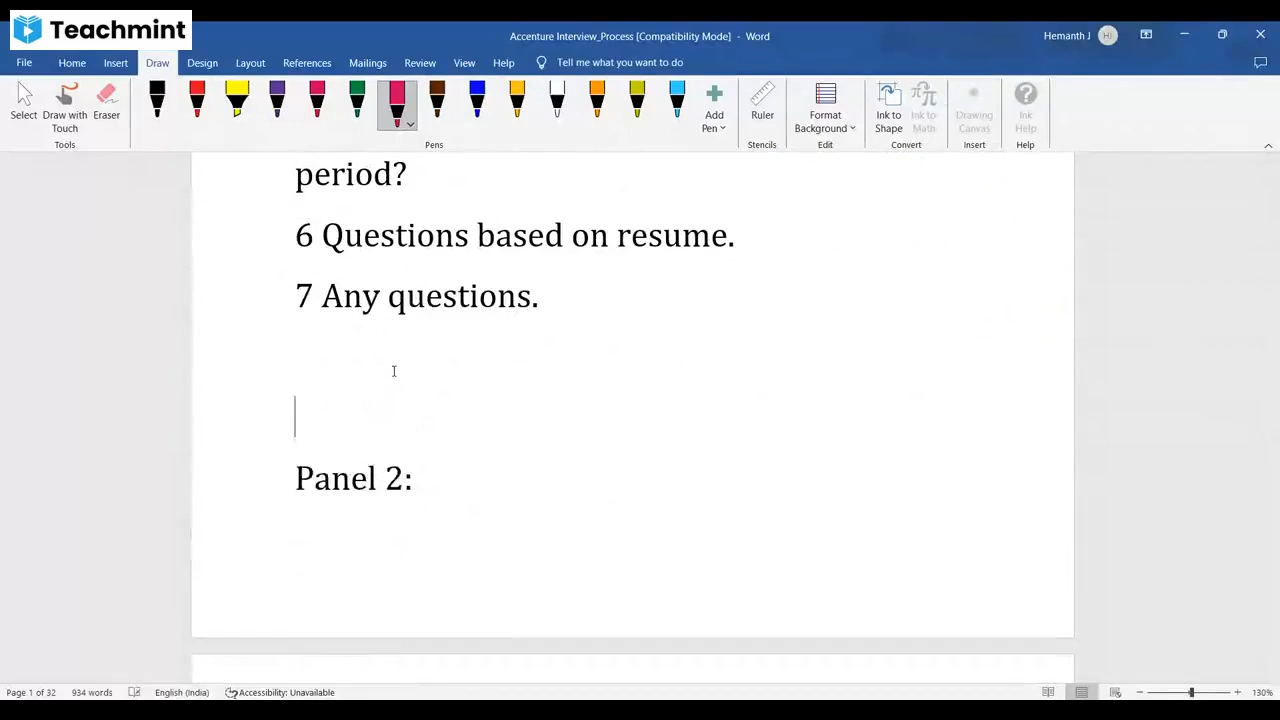 Teachmint
Accenture Interview_Process [Compatibility Mode] - Word
Hemanth J
HJ
File Home Insert Draw Design Layout References Mailings Review View Help Tell me what you want to do
Select
Draw with Touch
Eraser
Add Pen
Ruler
Format Background
Ink to Shape
Ink to Math
Drawing Canvas
Ink Help
Tools Pens Stencils Edit Convert Insert Help
period?
6 Questions based on resume.
7 Any questions.
Panel 2:
Page 1 of 32 934 words English (India) Accessibility: Unavailable 130%